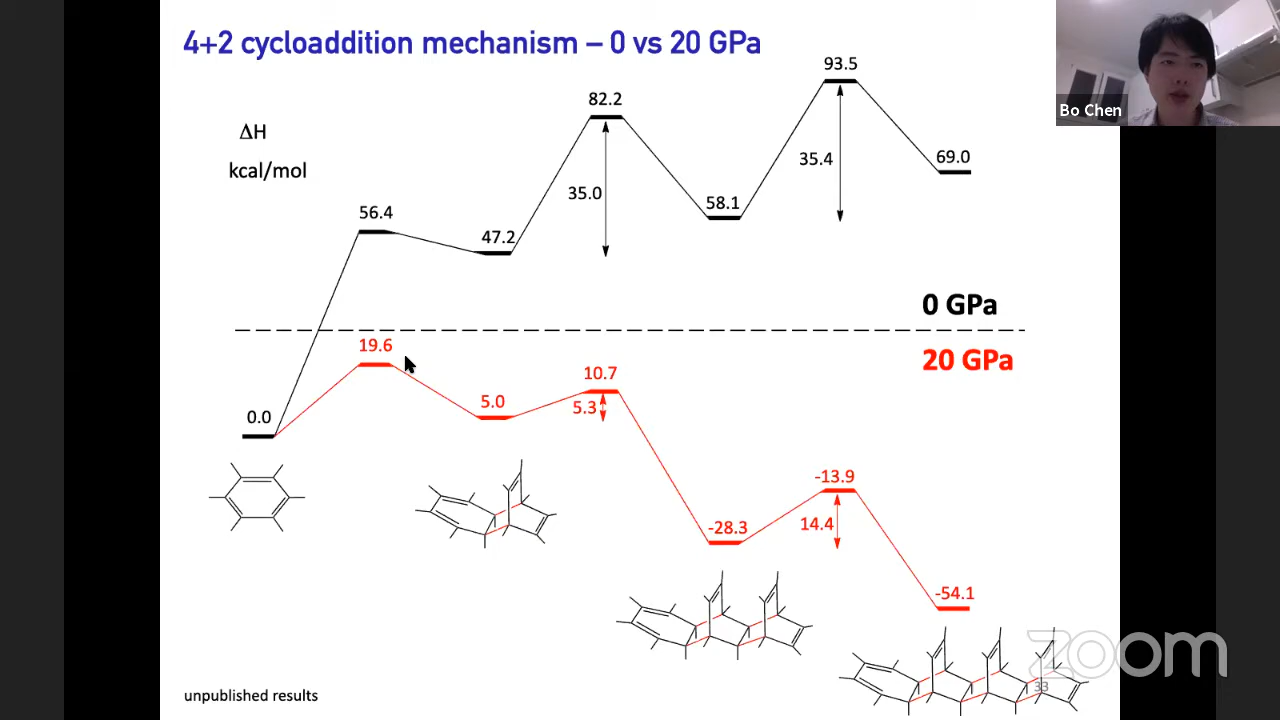 4+2 cycloaddition mechanism – 0 vs 20 GPa
Bo Chen
ΔH
kcal/mol
93.5
82.2
35.4
69.0
35.0
56.4
58.1
47.2
0 GPa
20 GPa
19.6
10.7
5.0
5.3
0.0
-13.9
-28.3
14.4
-54.1
zoom
33
unpublished results